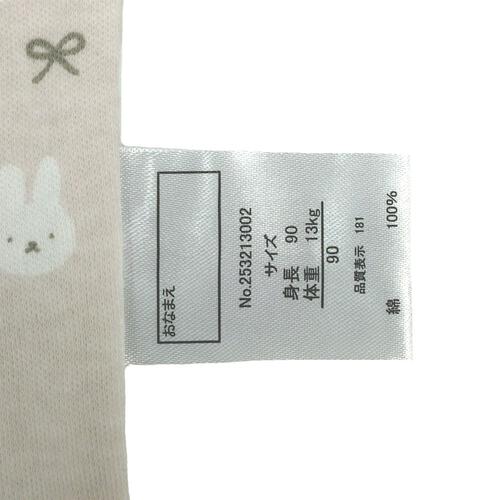 おなまえ
No.253213002
サイズ
身長 90
体重 13kg
90
品質表示 181
綿 100%